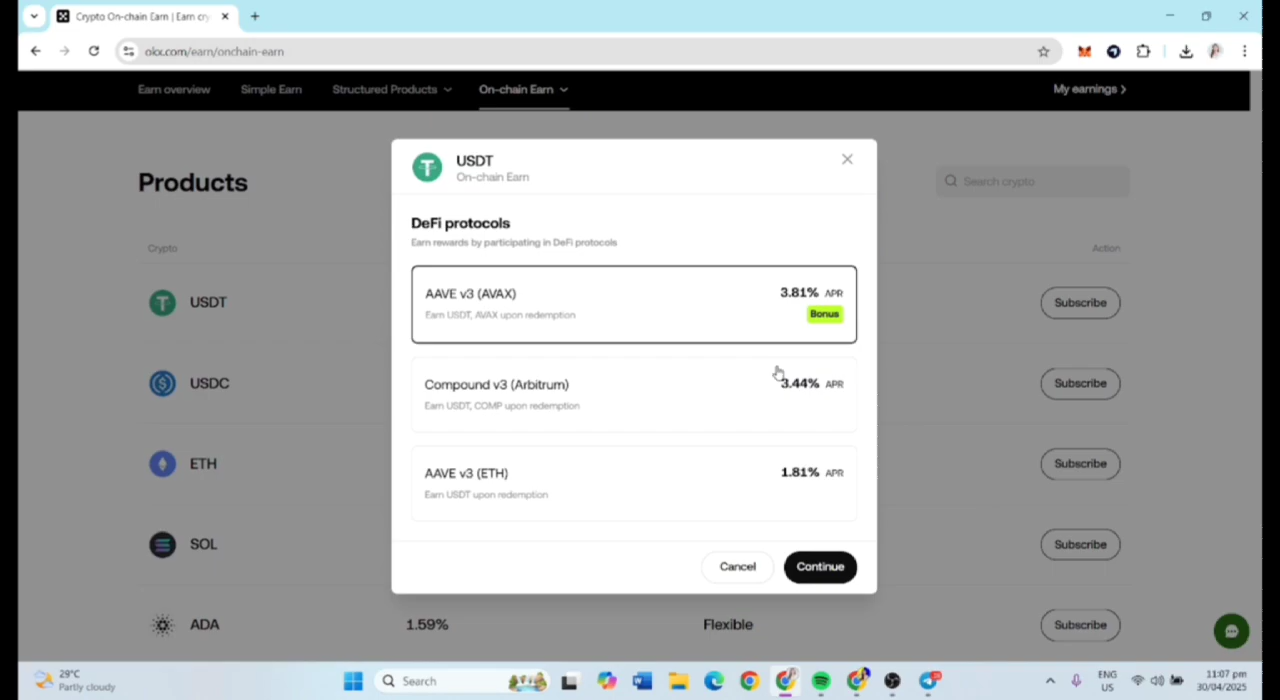 Crypto On-chain Earn | Earn cry
okx.com/earn/onchain-earn
Earn overview
Simple Earn
Structured Products
On-chain Earn
My earnings
Products
Search crypto
Crypto
Action
USDT
Subscribe
USDC
Subscribe
ETH
Subscribe
SOL
Subscribe
ADA
1.59%
Flexible
Subscribe
USDT
On-chain Earn
DeFi protocols
Earn rewards by participating in DeFi protocols
AAVE v3 (AVAX)
3.81% APR
Earn USDT, AVAX upon redemption
Bonus
Compound v3 (Arbitrum)
3.44% APR
Earn USDT, COMP upon redemption
AAVE v3 (ETH)
1.81% APR
Earn USDT upon redemption
Cancel
Continue
29°C
Partly cloudy
Search
ENG
US
11:07 pm
30/04/2025